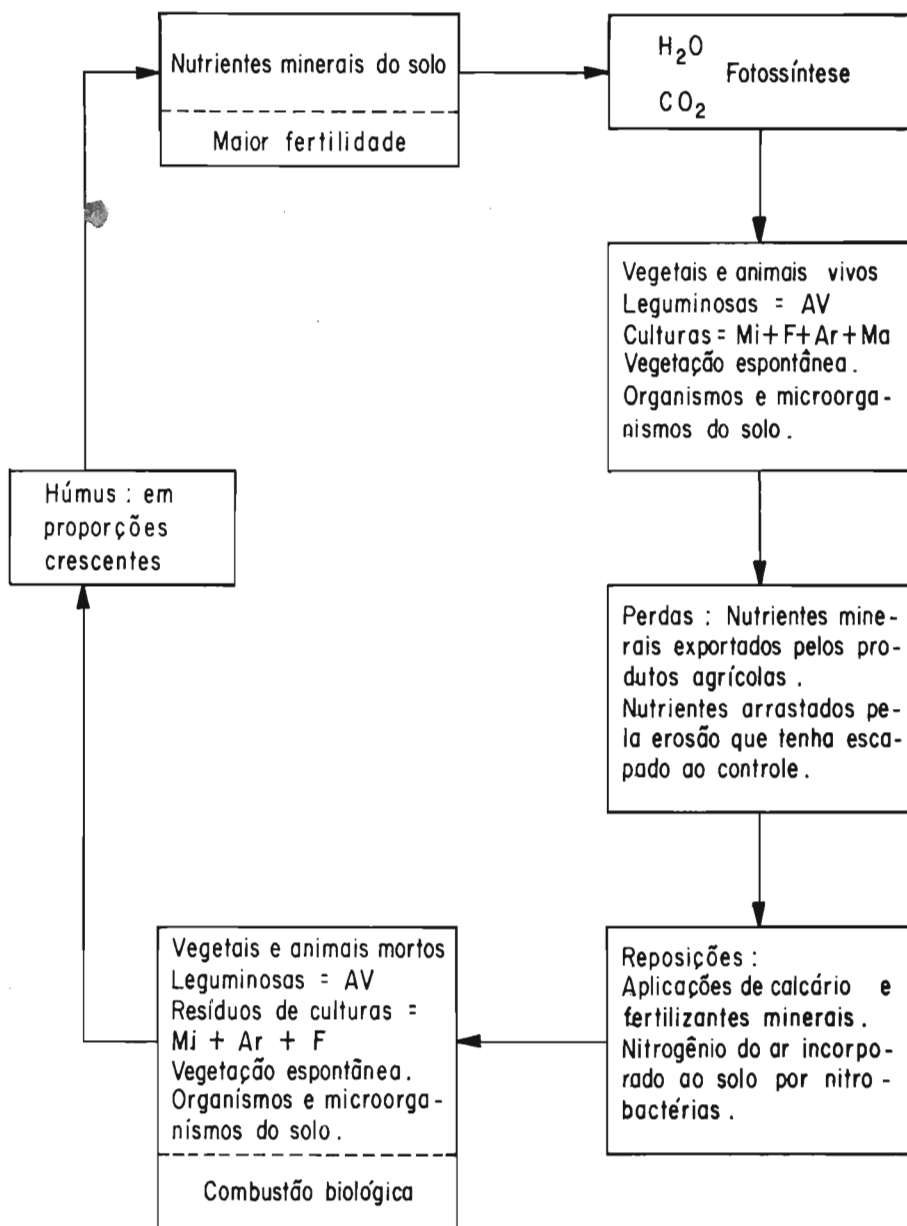 Nutrientes minerais do solo
Maior fertilidade
H₂O
Fotossíntese
CO₂
Vegetais e animais vivos
Leguminosas = AV
Culturas = Mi + F + Ar + Ma
Vegetação espontânea.
Organismos e microorga-
nismos do solo.
Perdas : Nutrientes mine-
rais exportados pelos pro-
dutos agrícolas.
Nutrientes arrastados pe-
la erosão que tenha esca-
pado ao controle.
Reposições :
Aplicações de calcário e
fertilizantes minerais.
Nitrogênio do ar incorpo-
rado ao solo por nitro-
bactérias.
Vegetais e animais mortos
Leguminosas = AV
Resíduos de culturas =
Mi + Ar + F
Vegetação espontânea.
Organísmos e microorga-
nísmos do solo.
Combustão biológica
Húmus : em
proporções
crescentes